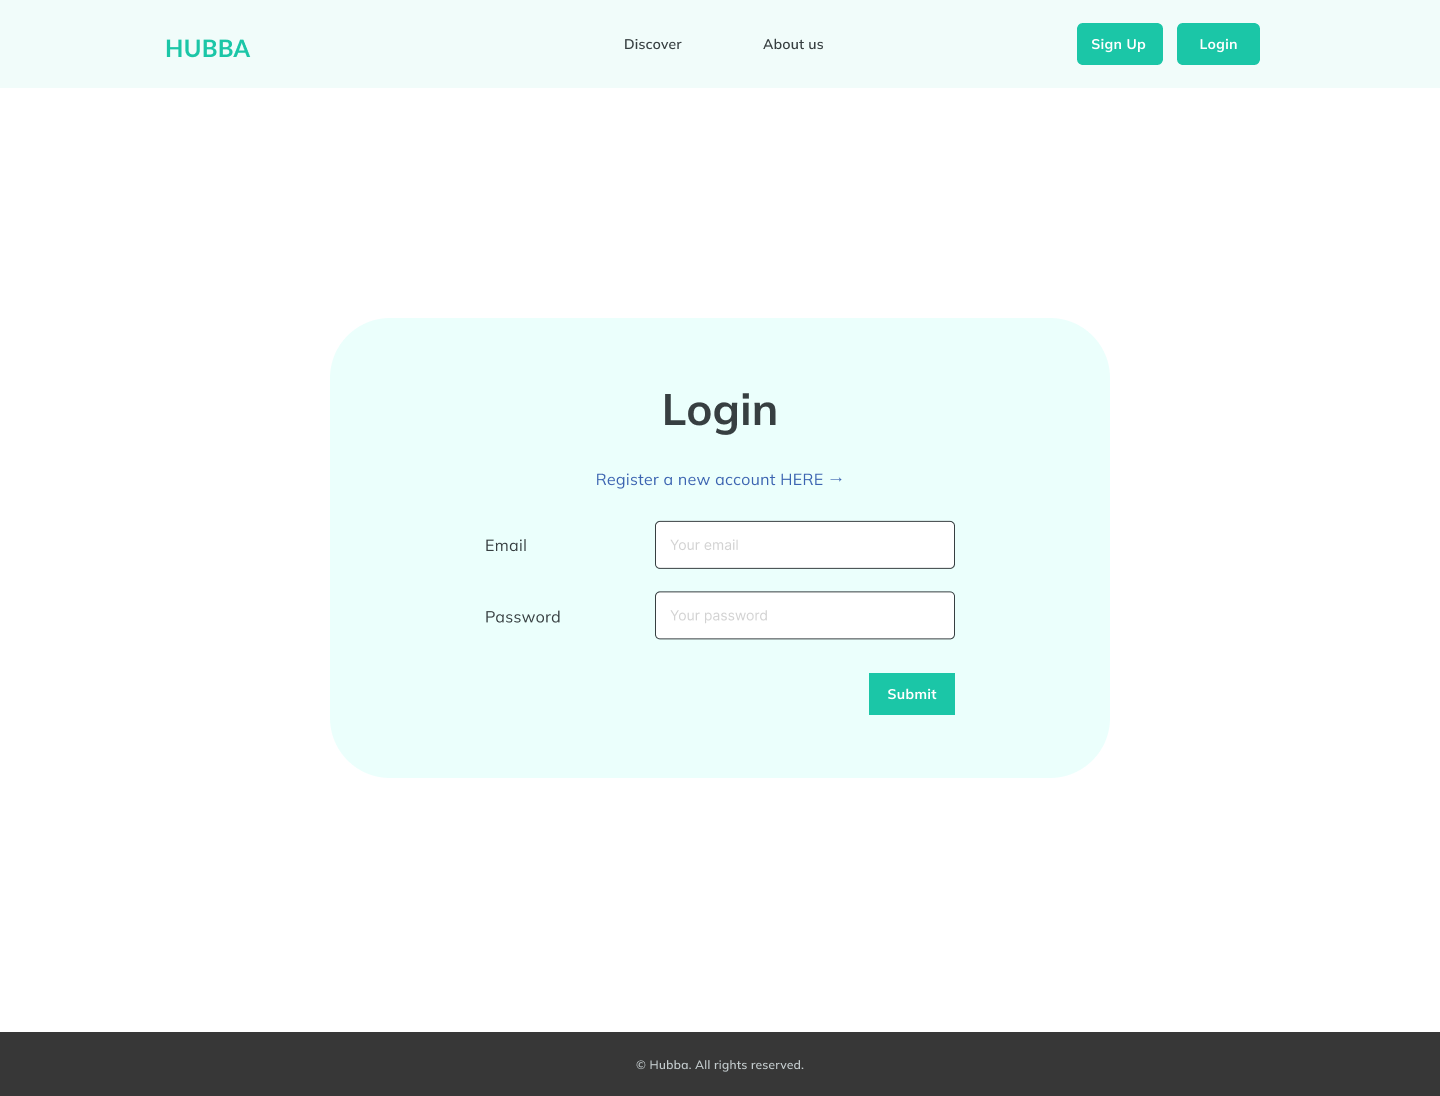 HUBBA
Discover
About us
Sign Up
Login
Login
Register a new account HERE →
Email
Your email
Password
Your password
Submit
© Hubba. All rights reserved.